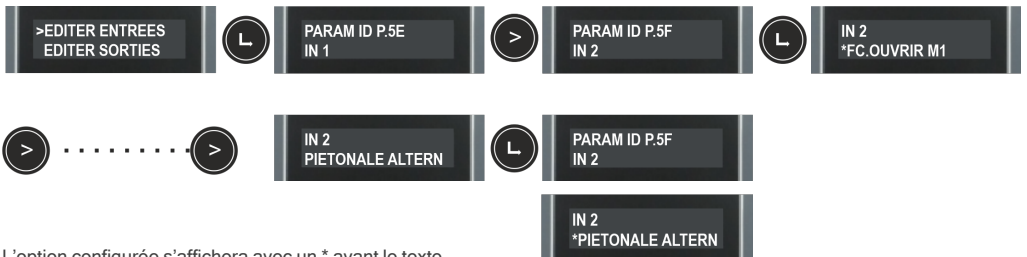 >EDITER ENTREES
EDITER SORTIES
PARAM ID P.5E
IN 1
>
PARAM ID P.5F
IN 2
IN 2
*FC.OUVRIR M1
>
>
IN 2
PIETONALE ALTERN
PARAM ID P.5F
IN 2
IN 2
*PIETONALE ALTERN
L'option configurée s'affichera avec un * avant le texte